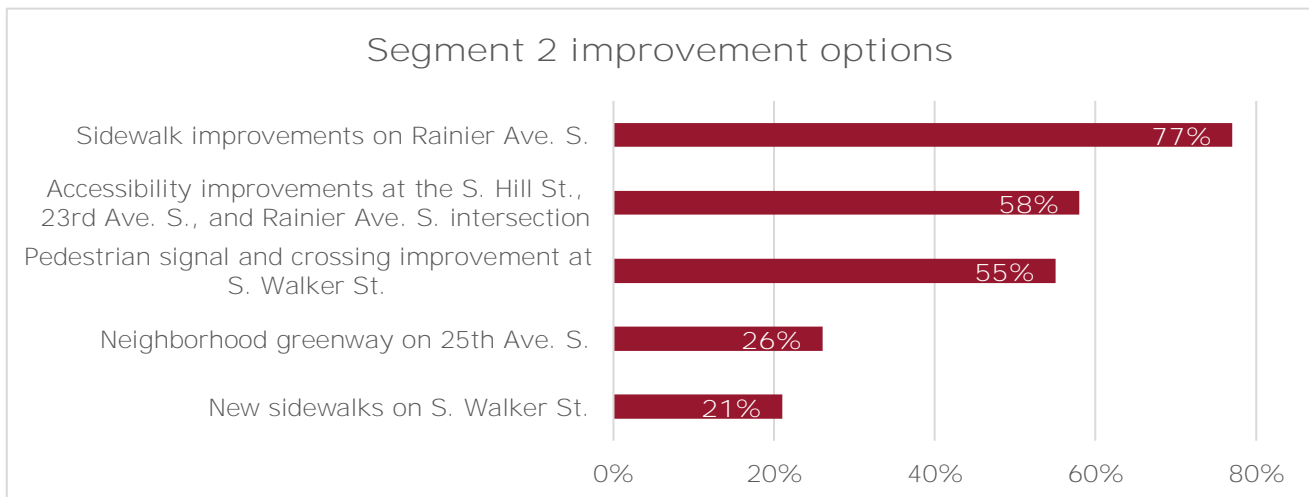 Segment 2 improvement options
Sidewalk improvements on Rainier Ave. S.
77%
Accessibility improvements at the S. Hill St.,
23rd Ave. S., and Rainier Ave. S. intersection
58%
Pedestrian signal and crossing improvement at
S. Walker St.
55%
Neighborhood greenway on 25th Ave. S.
26%
New sidewalks on S. Walker St.
21%
0% 20% 40% 60% 80%